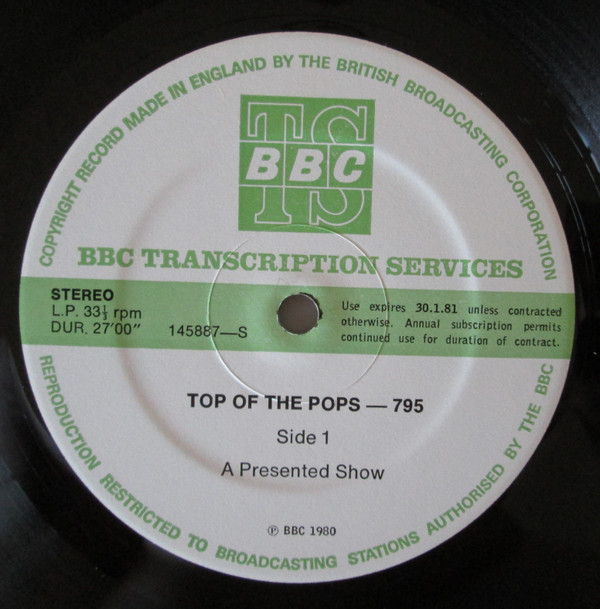 COPYRIGHT RECORD MADE IN ENGLAND BY THE BRITISH BROADCASTING CORPORATION
TS
BBC
BBC TRANSCRIPTION SERVICES
STEREO
L.P. 33⅓ rpm
DUR. 27'00" 145887—S
Use expires 30.1.81 unless contracted
otherwise. Annual subscription permits
continued use for duration of contract.
TOP OF THE POPS — 795
Side 1
A Presented Show
℗ BBC 1980
REPRODUCTION RESTRICTED TO BROADCASTING STATIONS AUTHORISED BY THE BBC